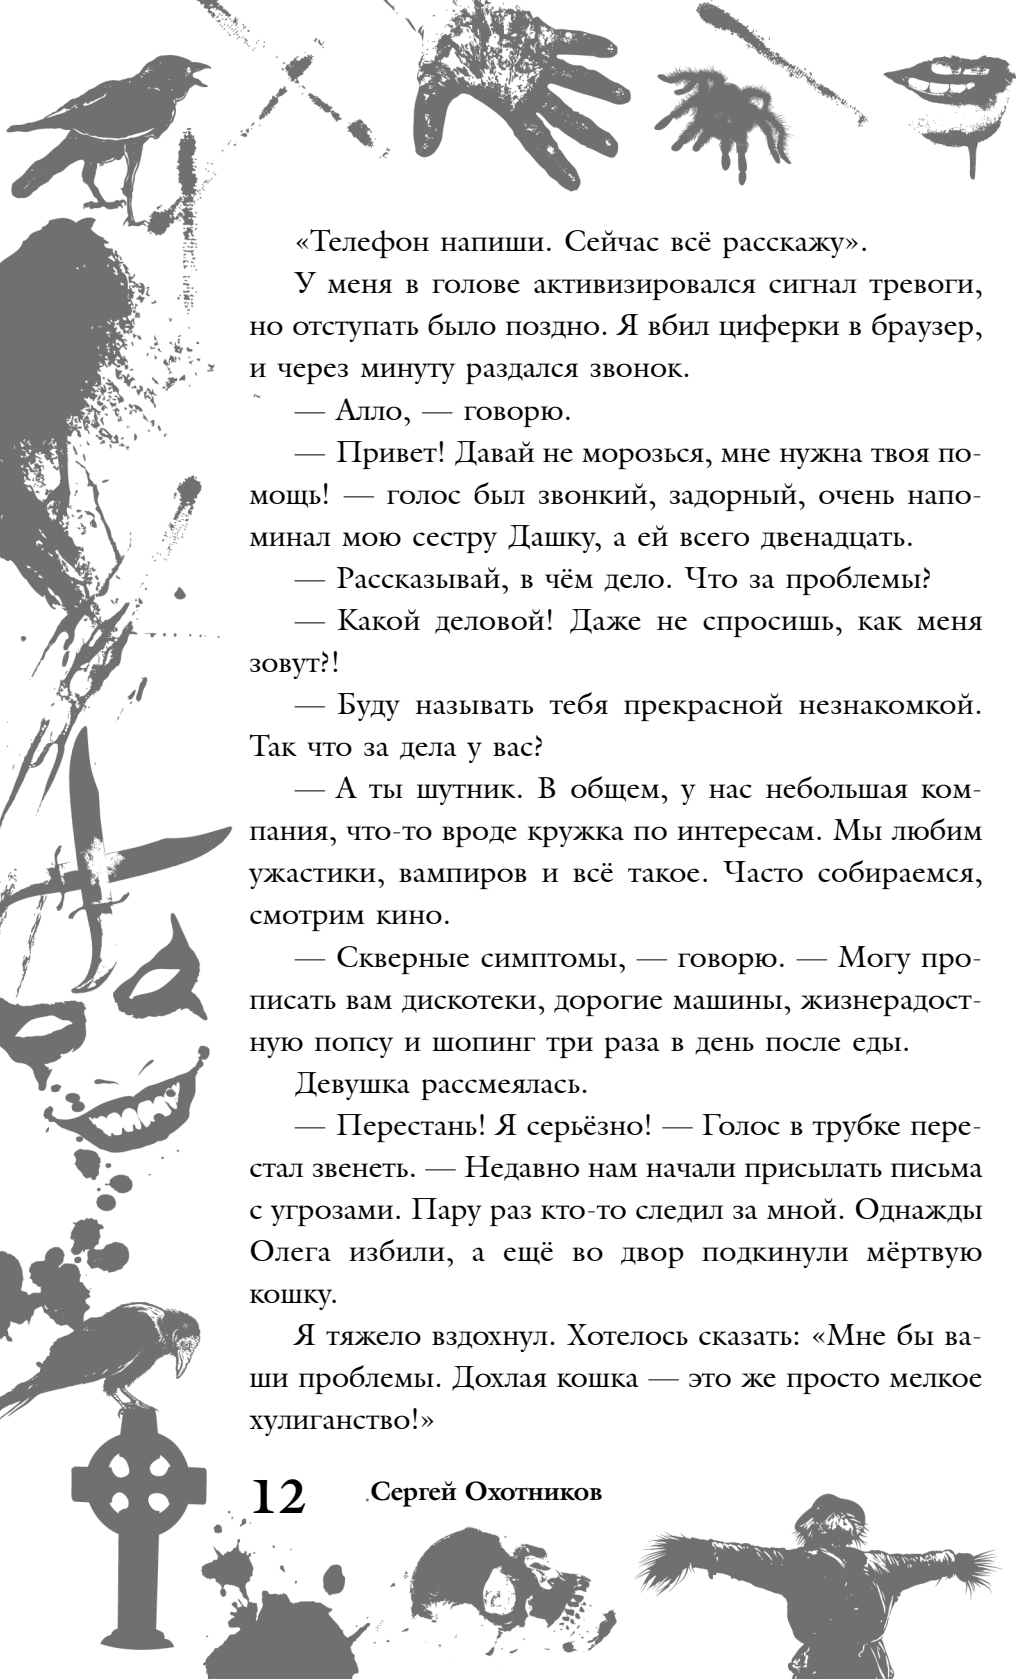 «Телефон напиши. Сейчас всё расскажу».
У меня в голове активизировался сигнал тревоги,
но отступать было поздно. Я вбил циферки в браузер,
и через минуту раздался звонок.
— Алло, — говорю.
— Привет! Давай не морозься, мне нужна твоя по-
мощь! — голос был звонкий, задорный, очень напо-
минал мою сестру Дашку, а ей всего двенадцать.
— Рассказывай, в чём дело. Что за проблемы?
— Какой деловой! Даже не спросишь, как меня
зовут?!
— Буду называть тебя прекрасной незнакомкой.
Так что за дела у вас?
— А ты шутник. В общем, у нас небольшая ком-
пания, что-то вроде кружка по интересам. Мы любим
ужастики, вампиров и всё такое. Часто собираемся,
смотрим кино.
— Скверные симптомы, — говорю. — Могу про-
писать вам дискотеки, дорогие машины, жизнерадост-
ную попсу и шопинг три раза в день после еды.
Девушка рассмеялась.
— Перестань! Я серьёзно! — Голос в трубке пере-
стал звенеть. — Недавно нам начали присылать письма
с угрозами. Пару раз кто-то следил за мной. Однажды
Олега избили, а ещё во двор подкинули мёртвую
кошку.
Я тяжело вздохнул. Хотелось сказать: «Мне бы ва-
ши проблемы. Дохлая кошка — это же просто мелкое
хулиганство!»
12 Сергей Охотников